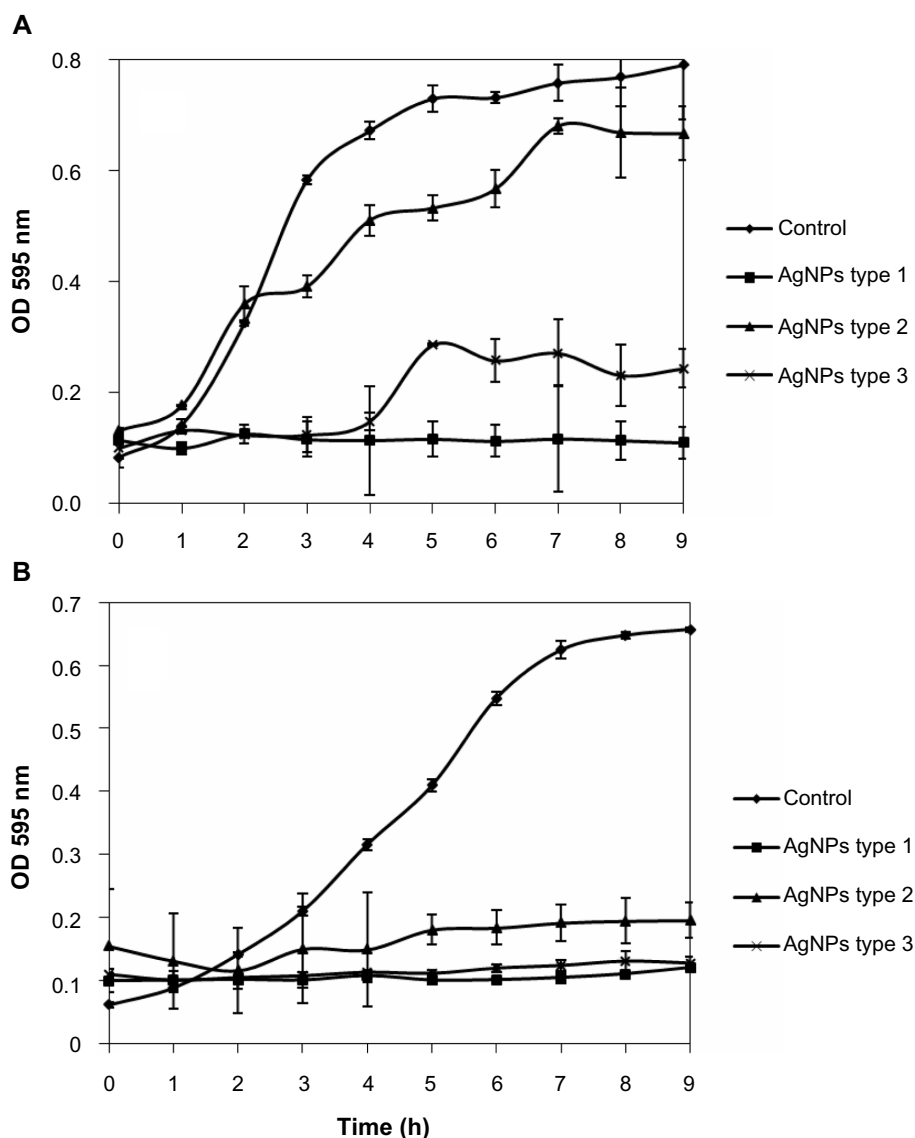 A
0.8
0.6
0.4
0.2
0.0
OD 595 nm
0 1 2 3 4 5 6 7 8 9
Control
AgNPs type 1
AgNPs type 2
AgNPs type 3
B
0.7
0.6
0.5
0.4
0.3
0.2
0.1
0
OD 595 nm
0 1 2 3 4 5 6 7 8 9
Time (h)
Control
AgNPs type 1
AgNPs type 2
AgNPs type 3